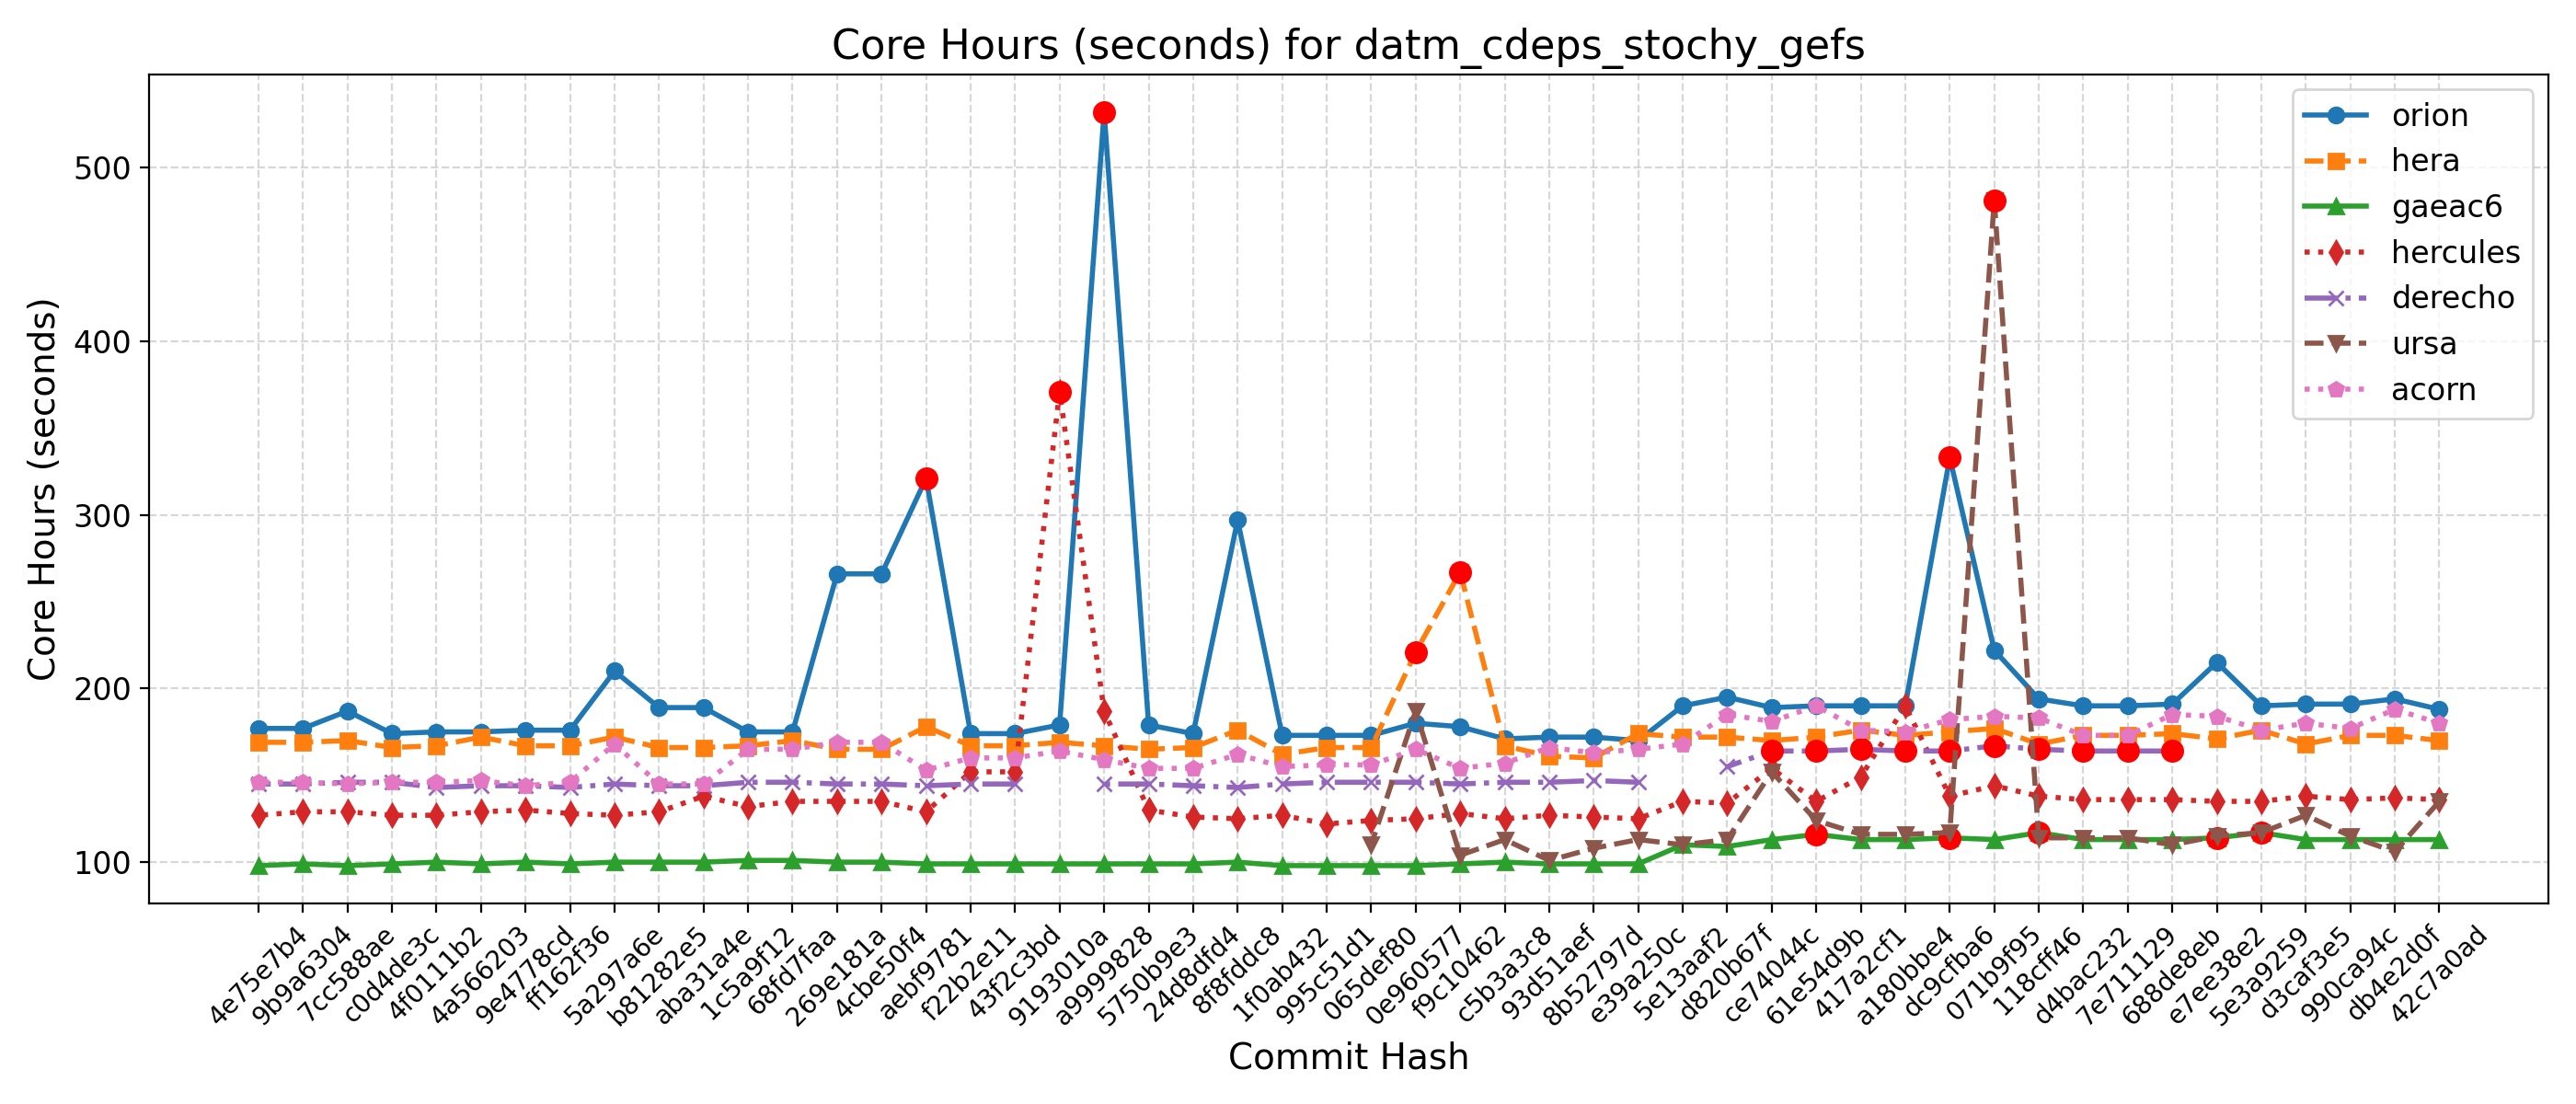 Core Hours (seconds) for datm_cdeps_stochy_gefs
Core Hours (seconds)
500
400
300
200
100
orion
hera
gaeac6
hercules
derecho
ursa
acorn
4e75e7b4
9b9a6304
7cc588ae
c0d4de3c
4f0111b2
4a566203
9e4778cd
ff162f36
5a297a6e
b81282e5
aba31a4e
1c5a9f12
68fd7faa
269e181a
4cbe50f4
aebf9781
f22b2e11
43f2c3bd
9193010a
a9999828
5750b9e3
24d8dfd4
8f8fddc8
1f0ab432
995c51d1
065def80
0e960577
f9c10462
c5b3a3c8
93d51aef
8b52797d
e39a250c
5e13aaf2
d820b67f
ce74044c
61e54d9b
417a2cf1
a180bbe4
dc9cfba6
071b9f95
118cff46
d4bac232
7e711129
688de8eb
e7ee38e2
5e3a9259
d3caf3e5
990ca94c
db4e2d0f
42c7a0ad
Commit Hash